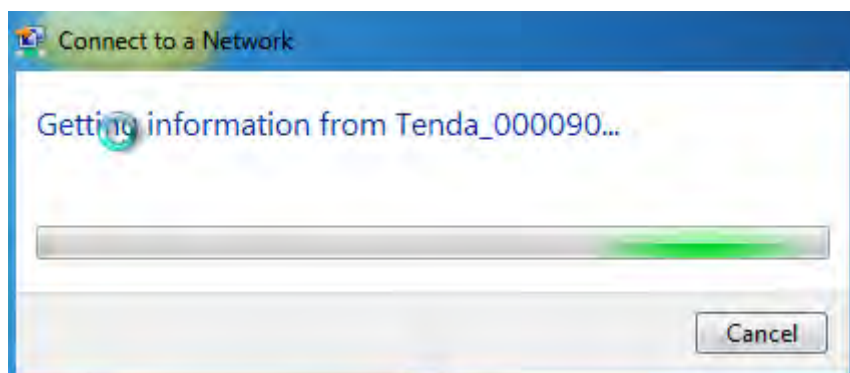 Connect to a Network
Getting information from Tenda_000090...
Cancel